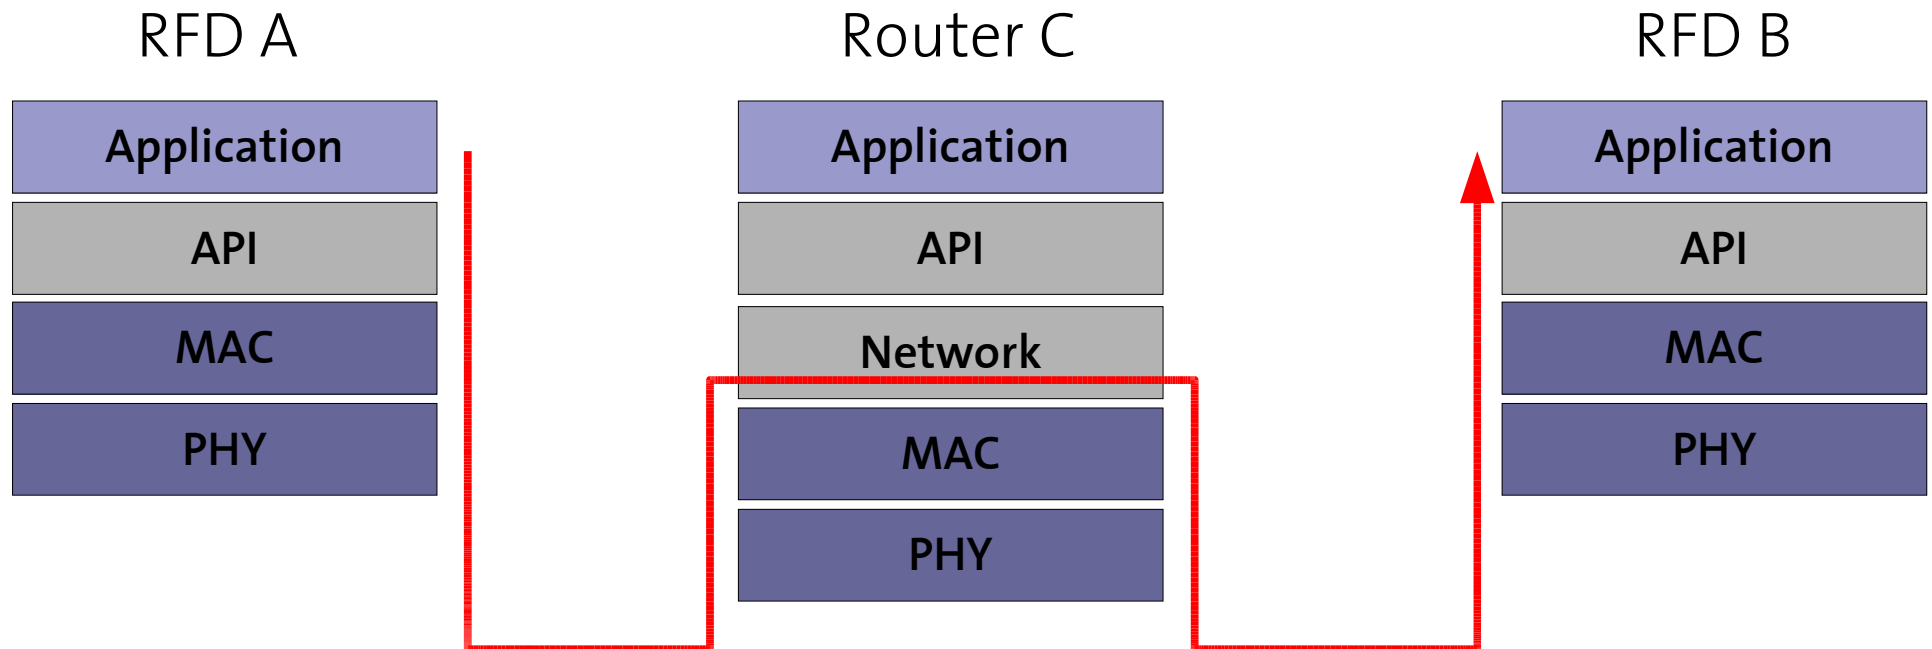 RFD A
Router C
RFD B
Application
API
MAC
PHY
Application
API
Network
MAC
PHY
Application
API
MAC
PHY